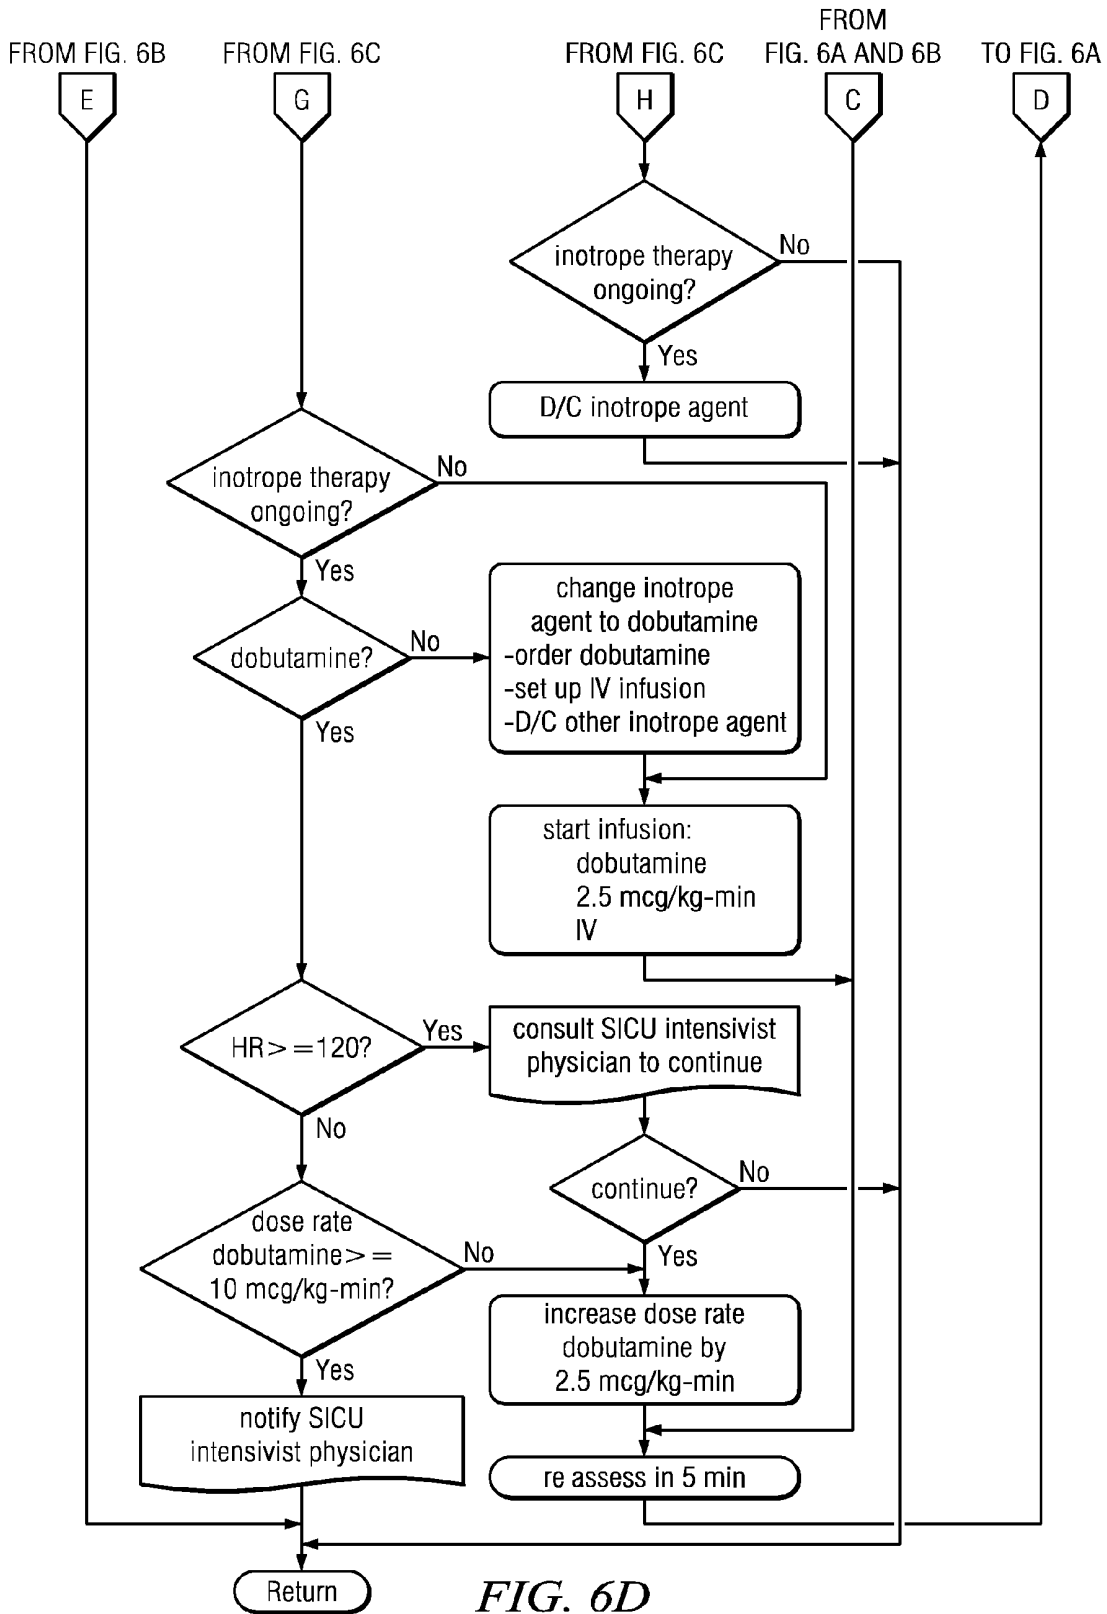 FROM FIG. 6B
FROM FIG. 6C
FROM FIG. 6C
FROM
FIG. 6A AND 6B
TO FIG. 6A
E
G
H
C
D
inotrope therapy
ongoing?
No
Yes
D/C inotrope agent
inotrope therapy
ongoing?
No
Yes
dobutamine?
No
Yes
change inotrope
agent to dobutamine
-order dobutamine
-set up IV infusion
-D/C other inotrope agent
start infusion:
dobutamine
2.5 mcg/kg-min
IV
HR>=120?
Yes
No
consult SICU intensivist
physician to continue
continue?
No
Yes
dose rate
dobutamine>=
10 mcg/kg-min?
No
Yes
increase dose rate
dobutamine by
2.5 mcg/kg-min
notify SICU
intensivist physician
re assess in 5 min
Return
FIG. 6D